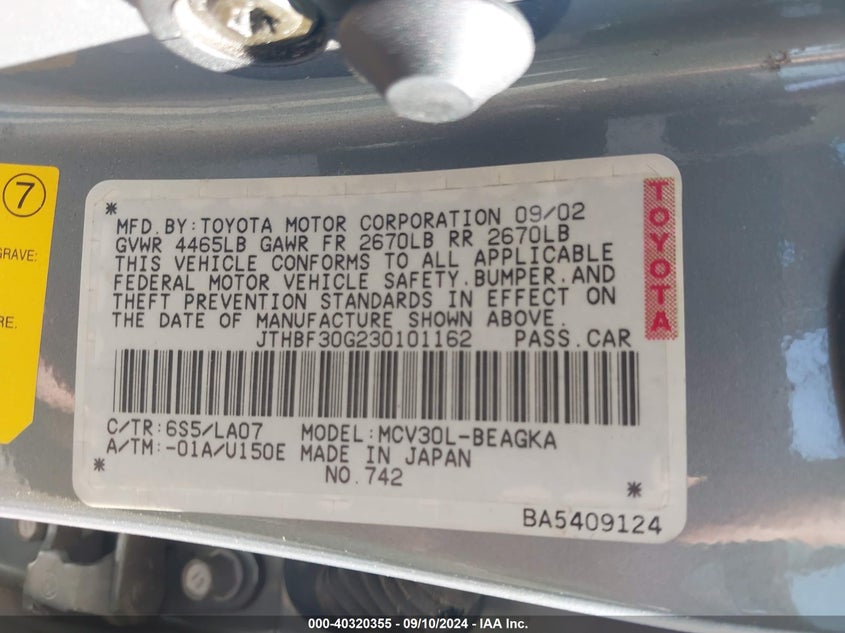 7
GRAVE:
RE.
*
MFD.BY:TOYOTA MOTOR CORPORATION 09/02
GVWR 4465LB GAWR FR 2670LB RR 2670LB
THIS VEHICLE CONFORMS TO ALL APPLICABLE
FEDERAL MOTOR VEHICLE SAFETY.BUMPER.AND
THEFT PREVENTION STANDARDS IN EFFECT ON
THE DATE OF MANUFACTURE SHOWN ABOVE.
JTHBF30G230101162 PASS.CAR
TOYOTA
C/TR:6S5/LA07 MODEL:MCV30L-BEAGKA
A/TM:-01A/U150E MADE IN JAPAN
* NO.742 *
BA5409124
000-40320355 - 09/10/2024 - IAA Inc.